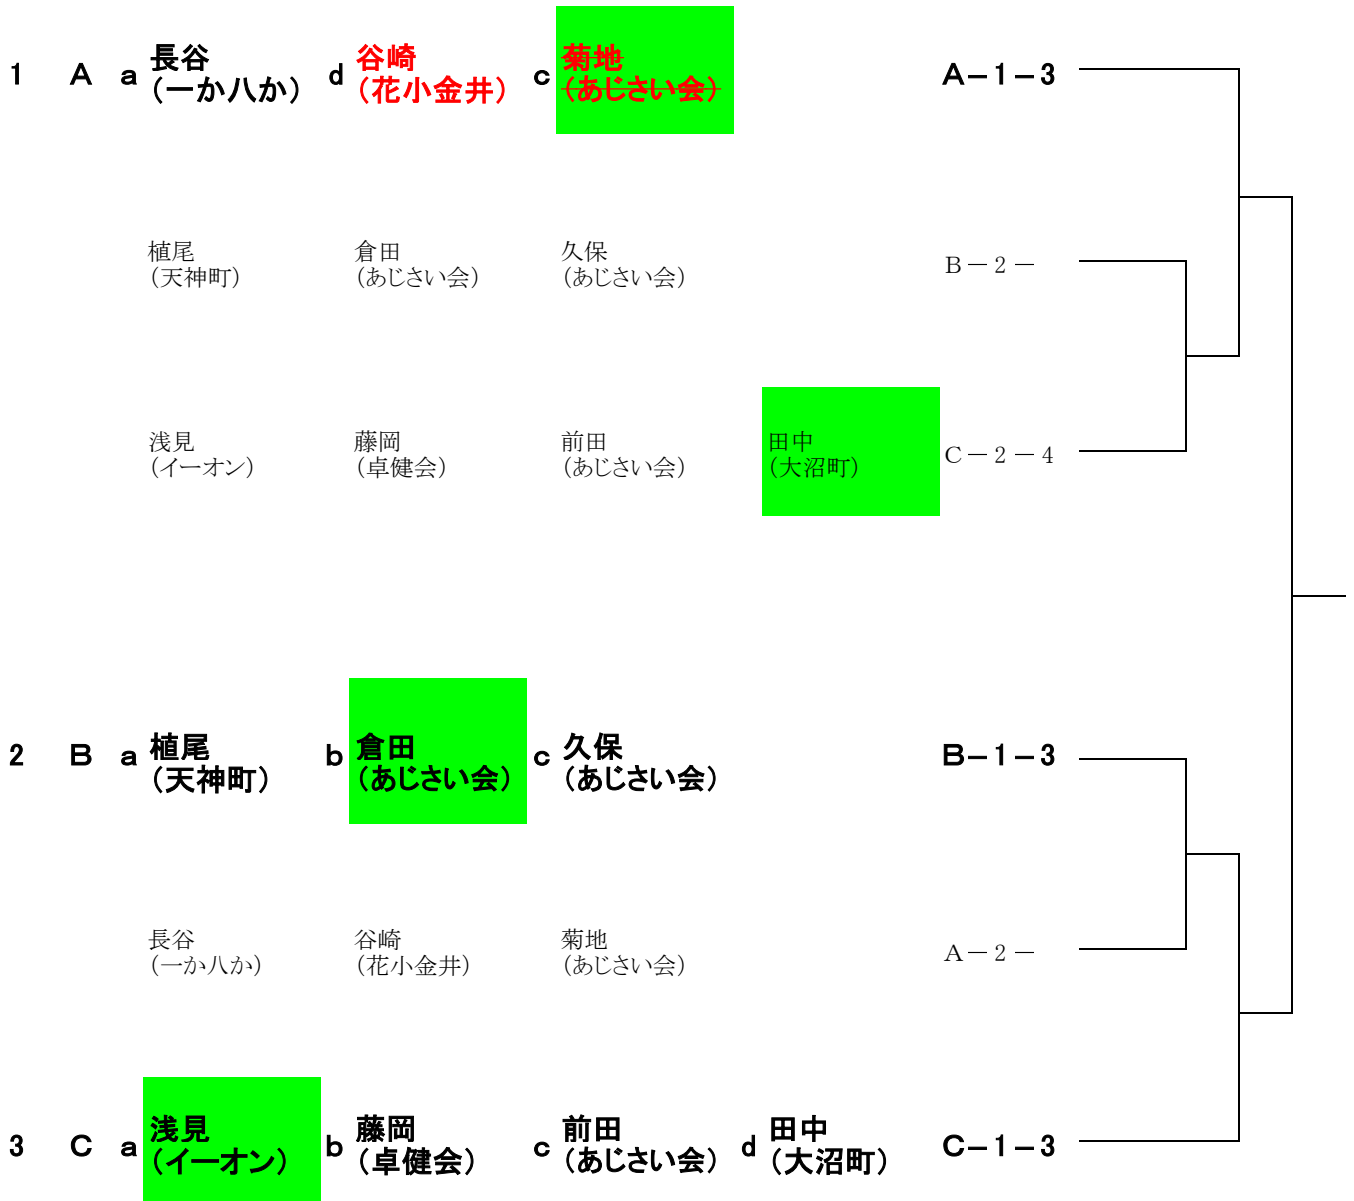 1 A a 長谷 d 谷崎 c 菊地 A-1-3
(一か八か) (花小金井) (あじさい会)
植尾 倉田 久保 B-2-
(天神町) (あじさい会) (あじさい会)
浅見 藤岡 前田 田中 C-2-4
(イーオン) (卓健会) (あじさい会) (大沼町)
2 B a 植尾 b 倉田 c 久保 B-1-3
(天神町) (あじさい会) (あじさい会)
長谷 谷崎 菊地 A-2-
(一か八か) (花小金井) (あじさい会)
3 C a 浅見 b 藤岡 c 前田 d 田中 C-1-3
(イーオン) (卓健会) (あじさい会) (大沼町)